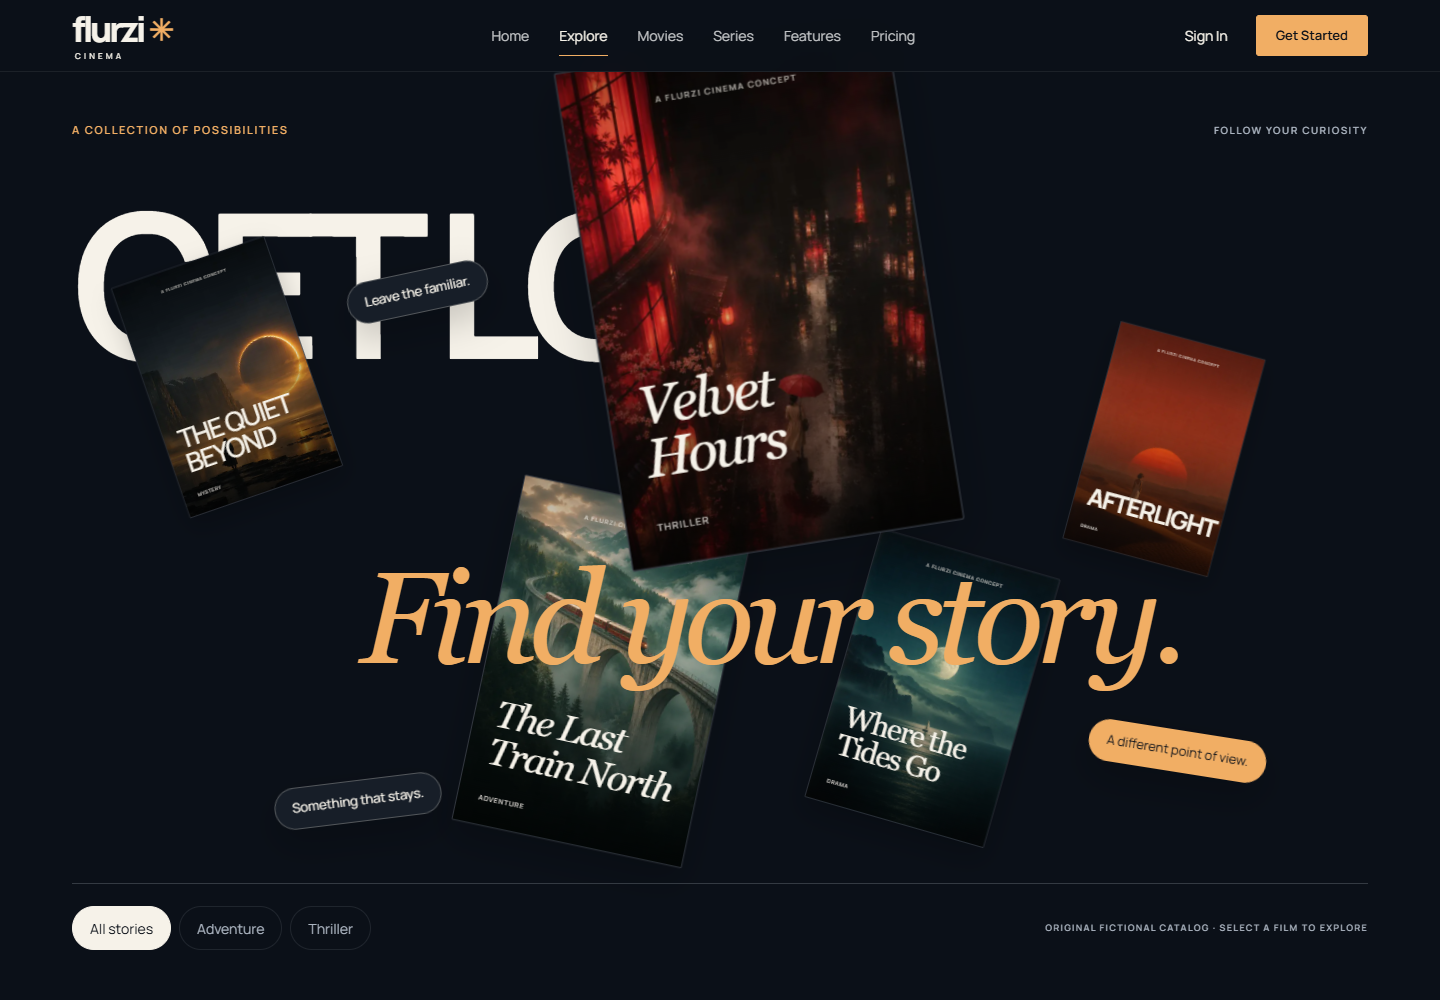 flurzi
CINEMA
Home Explore Movies Series Features Pricing
Sign In
Get Started
A COLLECTION OF POSSIBILITIES
FOLLOW YOUR CURIOSITY
A FLURZI CINEMA CONCEPT
Velvet
Hours
THRILLER
A FLURZI CINEMA CONCEPT
THE QUIET
BEYOND
MYSTERY
Leave the familiar.
A FLURZI CINEMA CONCEPT
AFTERLIGHT
DRAMA
Find your story.
The Last
Train North
ADVENTURE
A FLURZI CINEMA CONCEPT
Where the
Tides Go
DRAMA
A different point of view.
Something that stays.
All stories
Adventure
Thriller
ORIGINAL FICTIONAL CATALOG · SELECT A FILM TO EXPLORE